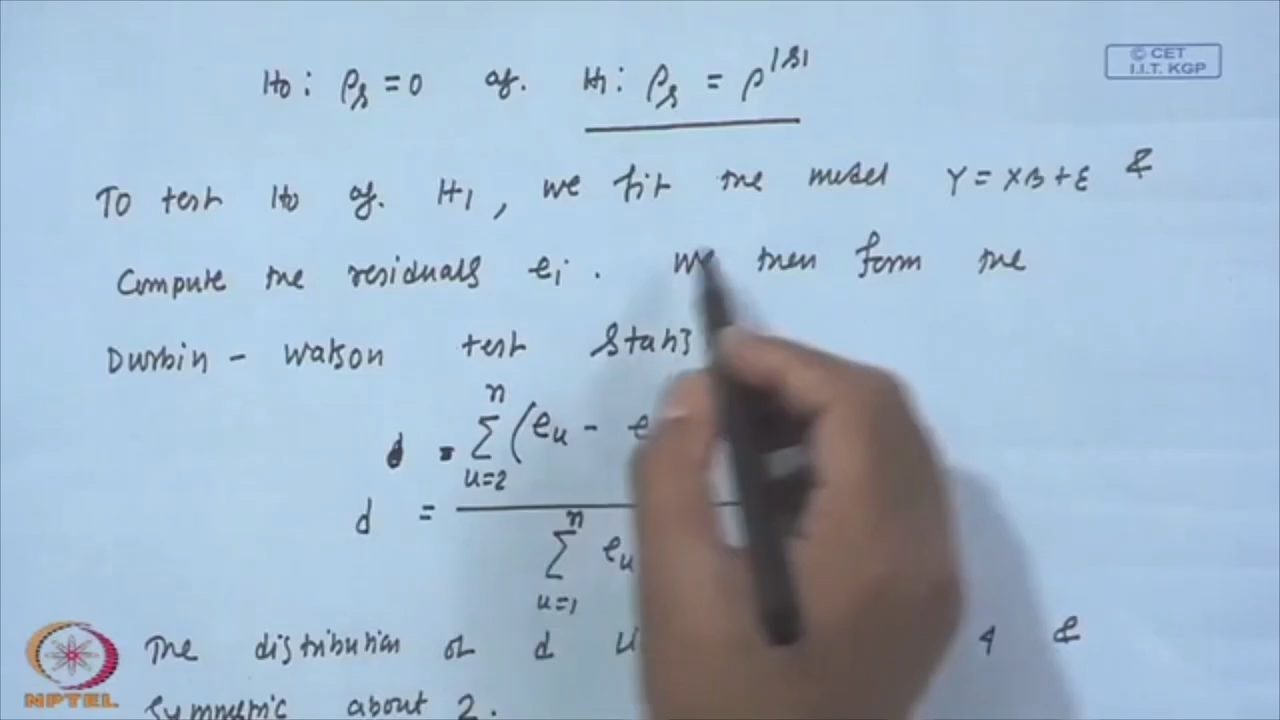 © CET
I.I.T. KGP
H0 : ρs = 0 ag. H1 : ρs = ρ^|s|
To test H0 ag. H1 , we fit the model Y = Xβ + ε &
Compute the residuals ei . We then form the
Durbin - Watson test
d = Σ u=2 n (eu - e
Σ u=1 n eu
The distribution of d 4 &
Symmetric about 2 .
NPTEL